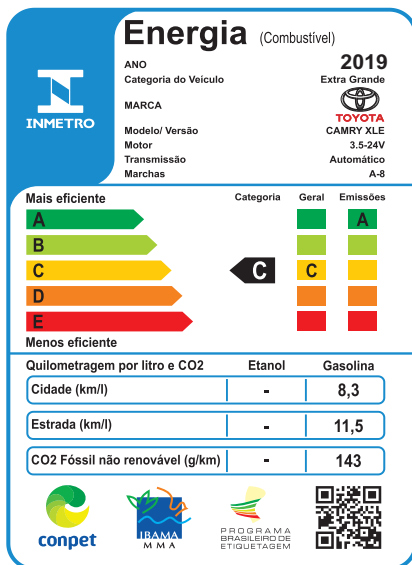 Energia (Combustível)
ANO 2019
Categoria do Veículo Extra Grande
MARCA TOYOTA
Modelo/ Versão CAMRY XLE
Motor 3.5-24V
Transmissão Automático
Marchas A-8
INMETRO
Mais eficiente Categoria Geral Emissões
A A
B
C C C
D
E
Menos eficiente
Quilometragem por litro e CO2 Etanol Gasolina
Cidade (km/l) - 8,3
Estrada (km/l) - 11,5
CO2 Fóssil não renovável (g/km) - 143
conpet
IBAMA
MMA
PROGRAMA
BRASILEIRO DE
ETIQUETAGEM